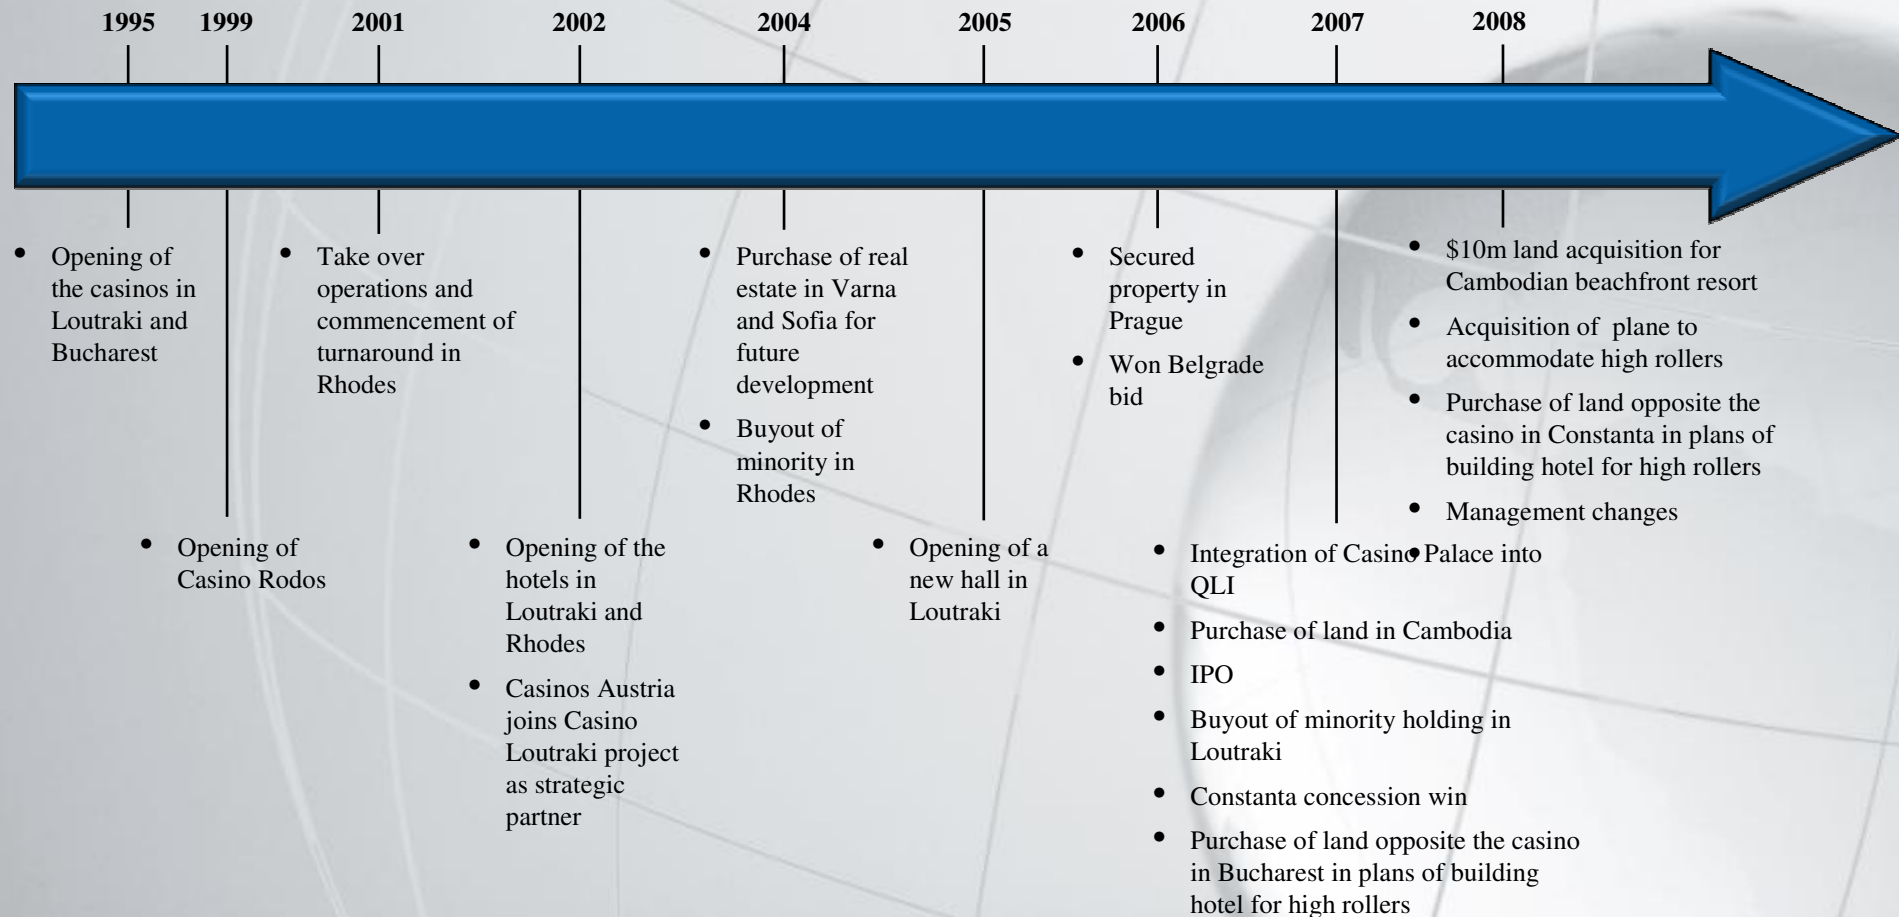 1995 1999 2001 2002 2004 2005 2006 2007 2008
• Opening of
the casinos in
Loutraki and
Bucharest
• Opening of
Casino Rodos
• Take over
operations and
commencement of
turnaround in
Rhodes
• Opening of the
hotels in
Loutraki and
Rhodes
• Casinos Austria
joins Casino
Loutraki project
as strategic
partner
• Purchase of real
estate in Varna
and Sofia for
future
development
• Buyout of
minority in
Rhodes
• Opening of a
new hall in
Loutraki
• Secured
property in
Prague
• Won Belgrade
bid
• Integration of Casino Palace into
QLI
• Purchase of land in Cambodia
• IPO
• Buyout of minority holding in
Loutraki
• Constanta concession win
• Purchase of land opposite the casino
in Bucharest in plans of building
hotel for high rollers
• $10m land acquisition for
Cambodian beachfront resort
• Acquisition of plane to
accommodate high rollers
• Purchase of land opposite the
casino in Constanta in plans of
building hotel for high rollers
• Management changes
•